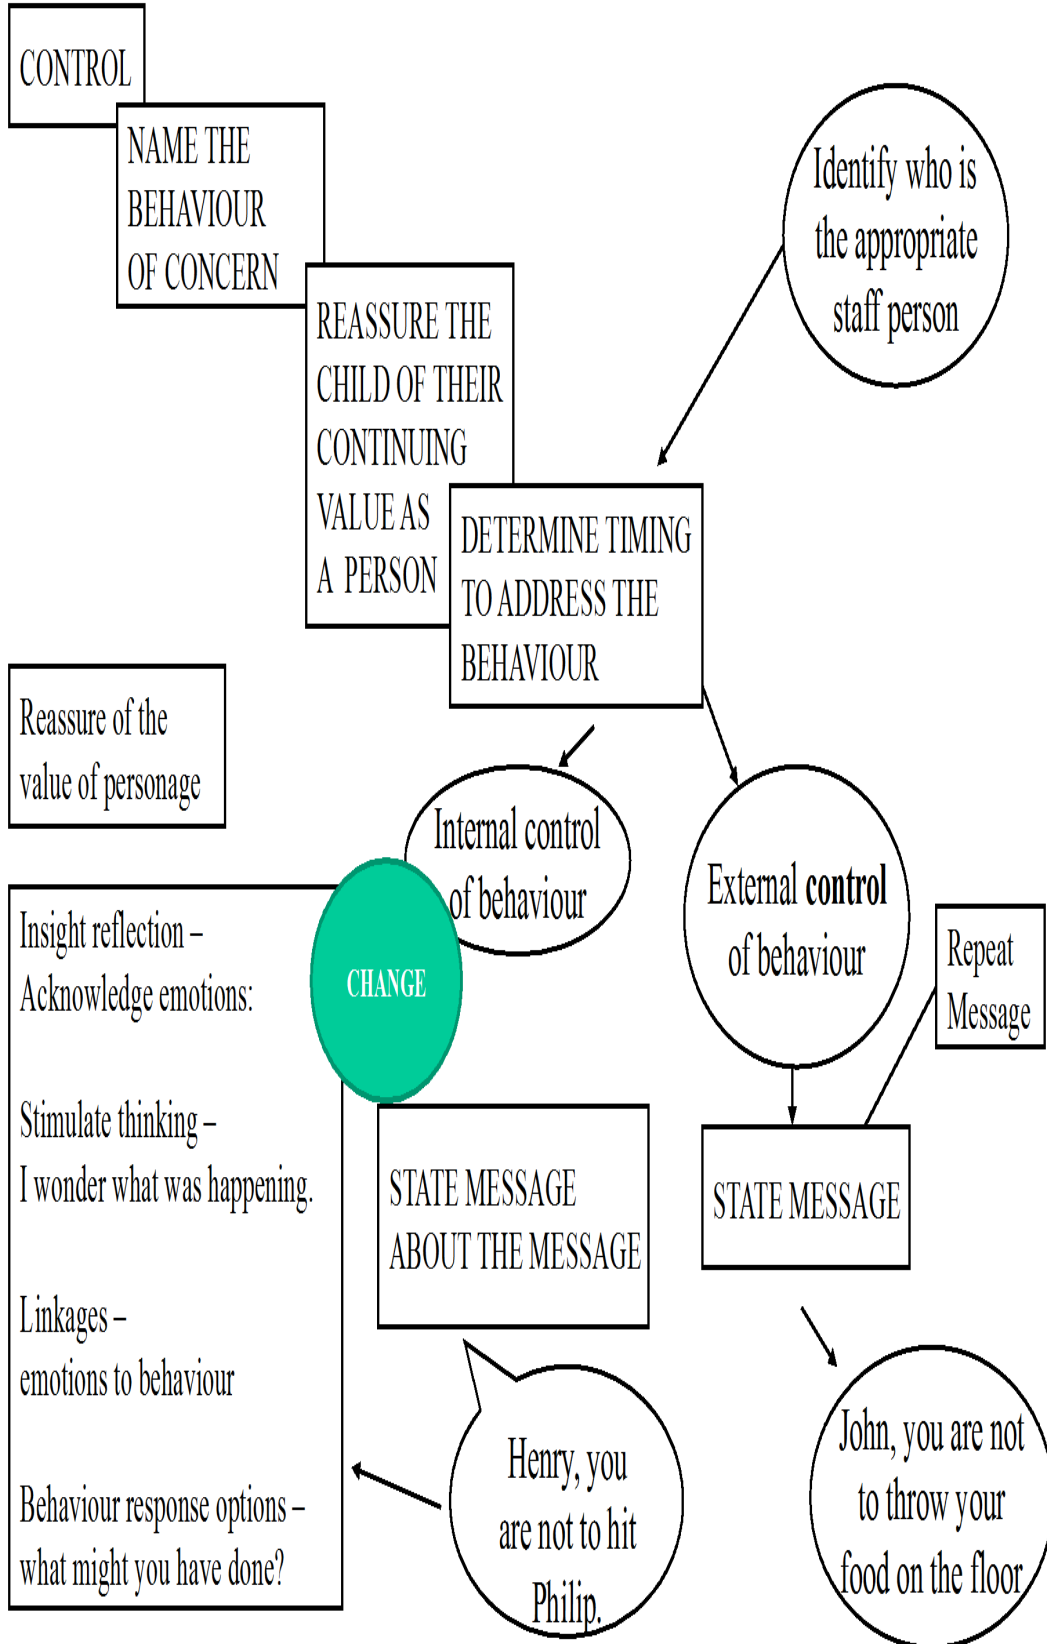 CONTROL
NAME THE
BEHAVIOUR
OF CONCERN
Identify who is
the appropriate
staff person
REASSURE THE
CHILD OF THEIR
CONTINUING
VALUE AS
A PERSON
DETERMINE TIMING
TO ADDRESS THE
BEHAVIOUR
Reassure of the
value of personage
Internal control
of behaviour
External control
of behaviour
Repeat
Message
CHANGE
Insight reflection –
Acknowledge emotions:
Stimulate thinking –
I wonder what was happening.
Linkages –
emotions to behaviour
Behaviour response options –
what might you have done?
STATE MESSAGE
ABOUT THE MESSAGE
STATE MESSAGE
Henry, you
are not to hit
Philip.
John, you are not
to throw your
food on the floor